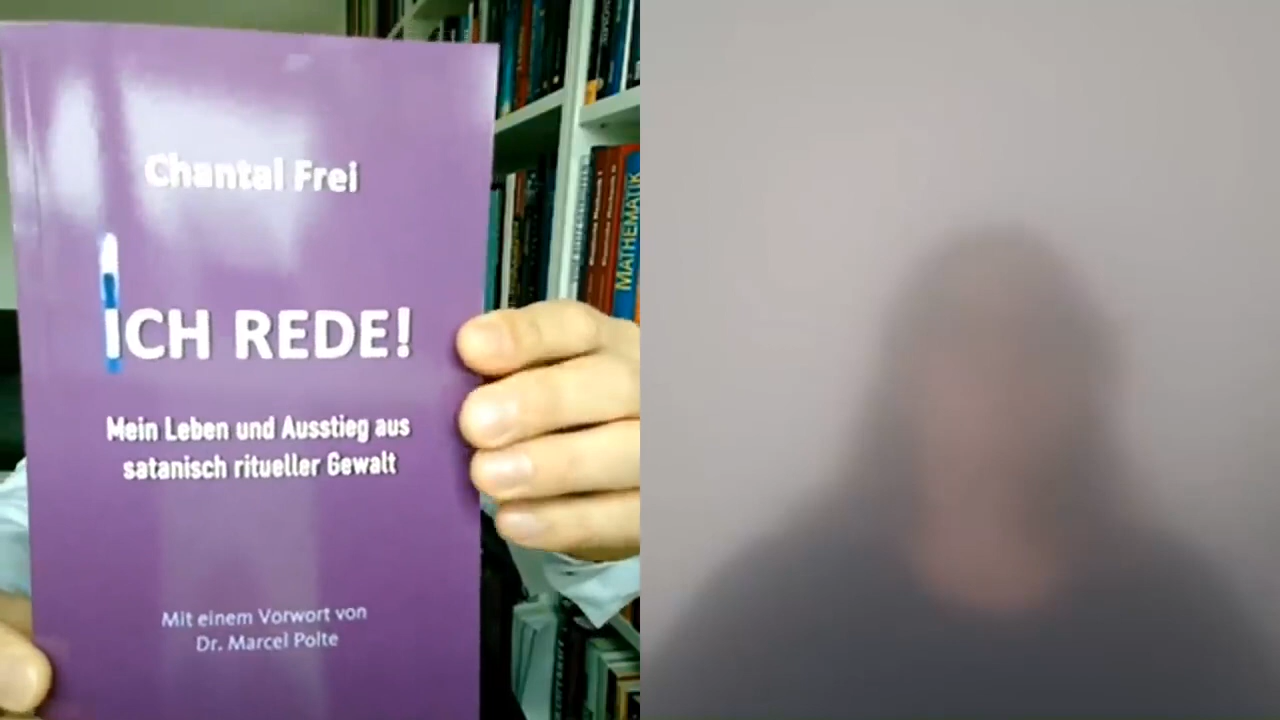 Chantal Frei
ICH REDE!
Mein Leben und Ausstieg aus
satanisch ritueller Gewalt
Mit einem Vorwort von
Dr. Marcel Polte
MATHEMATIK